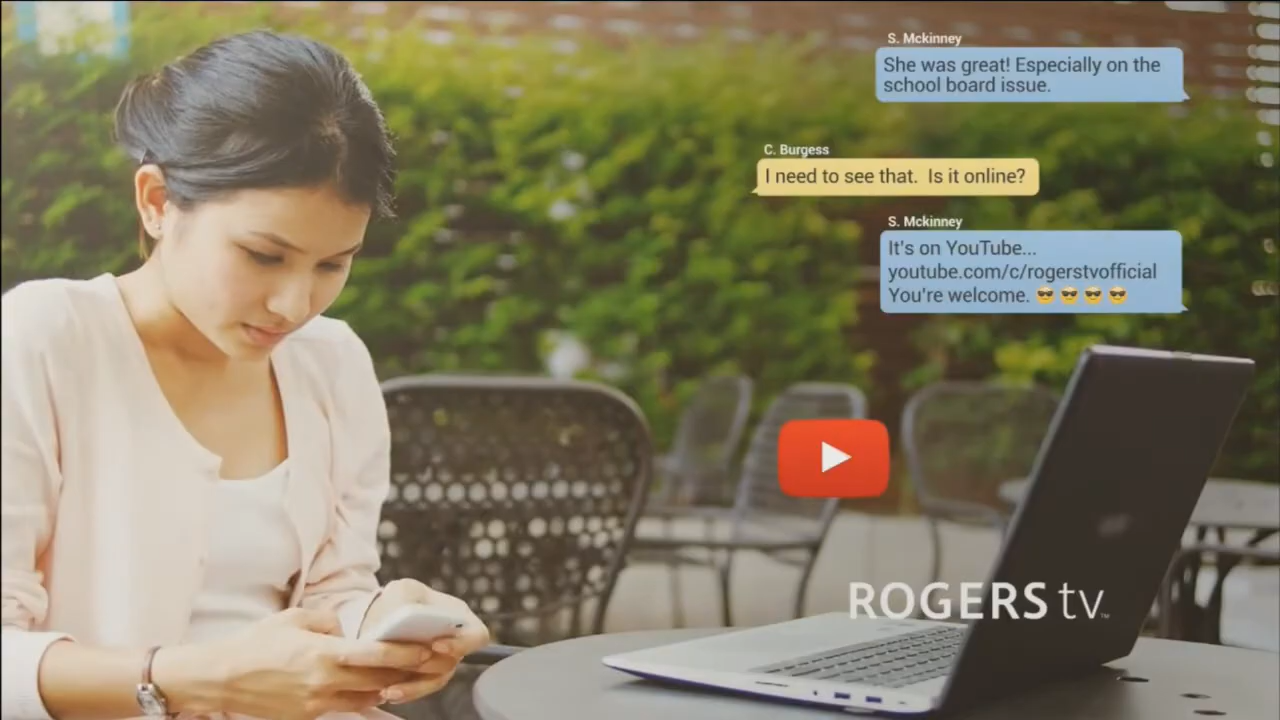 S. Mckinney
She was great! Especially on the
school board issue.
C. Burgess
I need to see that.  Is it online?
S. Mckinney
It's on YouTube...
youtube.com/c/rogerstvofficial
You're welcome. 😎 😎 😎 😎
ROGERS tv™